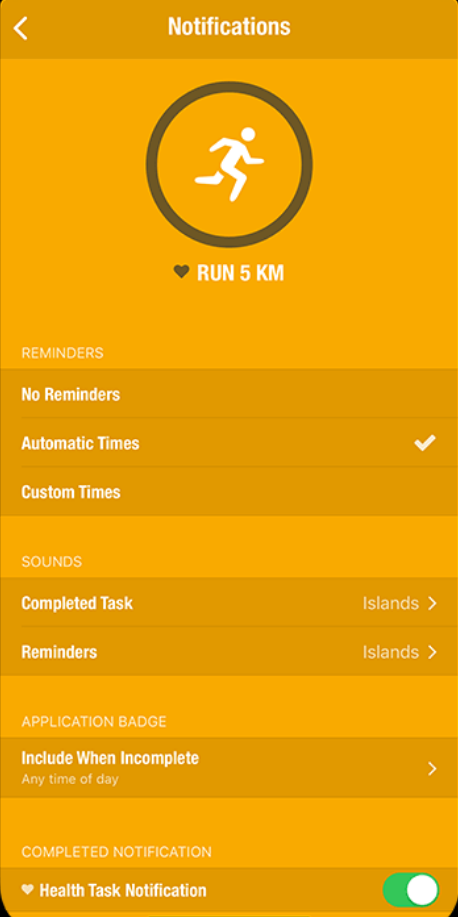 Notifications
RUN 5 KM
REMINDERS
No Reminders
Automatic Times
Custom Times
SOUNDS
Completed Task Islands
Reminders Islands
APPLICATION BADGE
Include When Incomplete
Any time of day
COMPLETED NOTIFICATION
Health Task Notification